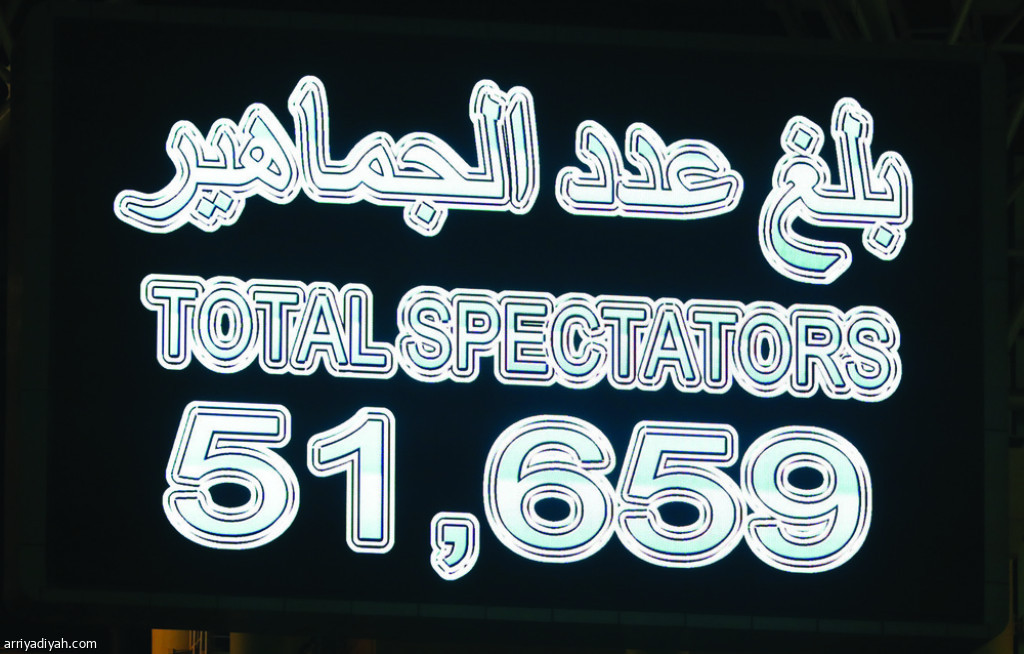 بلغ عدد الجماهير
TOTAL SPECTATORS
51,659
arriyadiyah.com